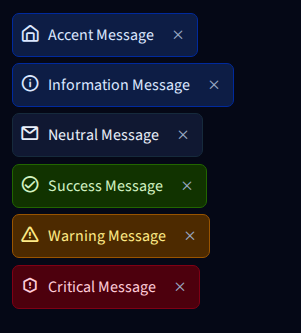 Accent Message
Information Message
Neutral Message
Success Message
Warning Message
Critical Message